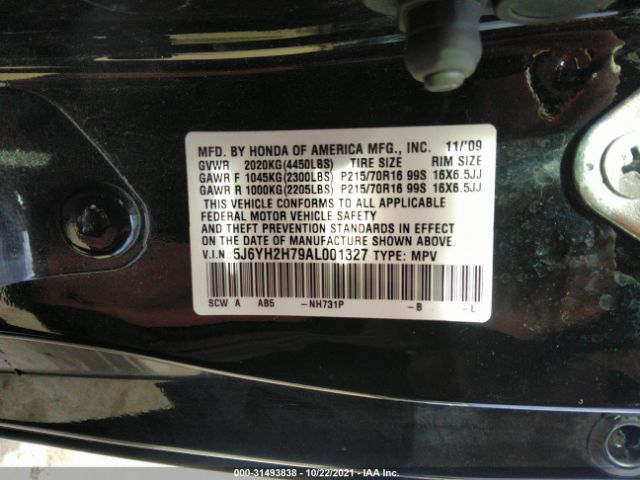 MFD. BY HONDA OF AMERICA MFG., INC. 11/'09
GVWR 2020KG(4450LBS) TIRE SIZE RIM SIZE
GAWR F 1045KG(2300LBS) P215/70R16 99S 16X6.5JJ
GAWR R 1000KG(2205LBS) P215/70R16 99S 16X6.5JJ
THIS VEHICLE CONFORMS TO ALL APPLICABLE
FEDERAL MOTOR VEHICLE SAFETY
AND THEFT PREVENTION STANDARDS IN EFFECT ON
THE DATE OF MANUFACTURE SHOWN ABOVE.
V.I.N. 5J6YH2H79AL001327 TYPE: MPV
SCW A AB5 -NH731P -B -L
000-31493838 - 10/22/2021 - IAA Inc.